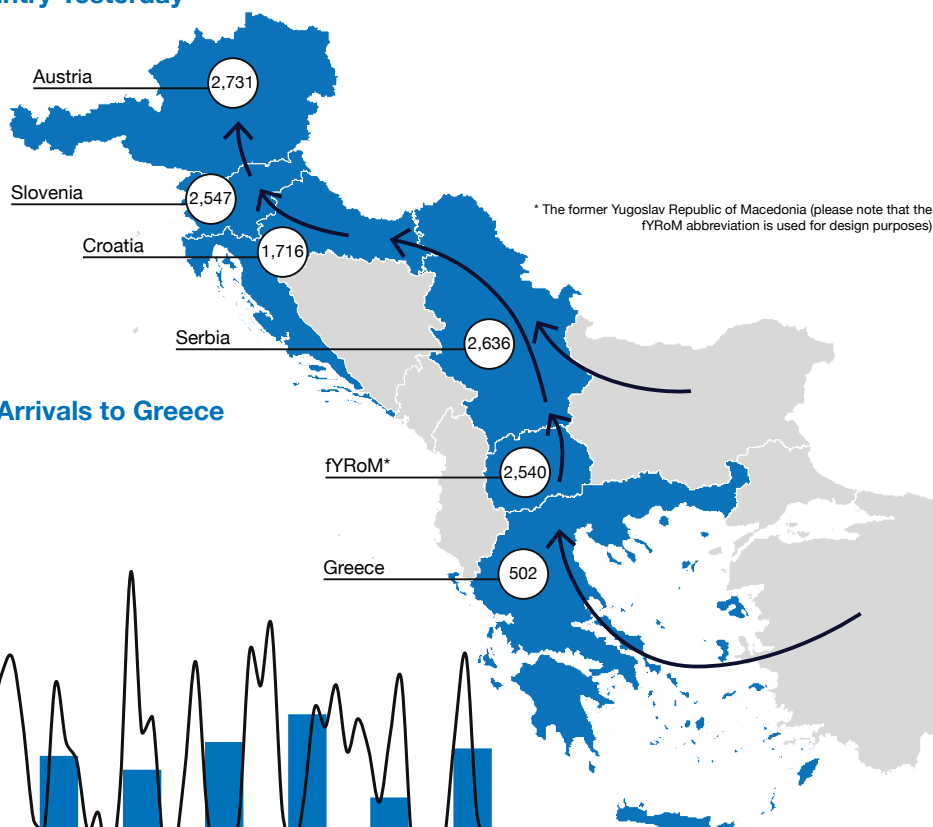 Yesterday
Austria
2,731
Slovenia
2,547
* The former Yugoslav Republic of Macedonia (please note that the
fYRoM abbreviation is used for design purposes)
Croatia
1,716
Serbia
2,636
Arrivals to Greece
fYRoM*
2,540
Greece
502